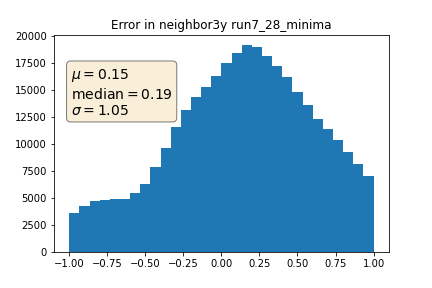 Error in neighbor3y run7_28_minima
20000
17500
15000
12500
10000
7500
5000
2500
0
μ = 0.15
median = 0.19
σ = 1.05
−1.00 −0.75 −0.50 −0.25 0.00 0.25 0.50 0.75 1.00